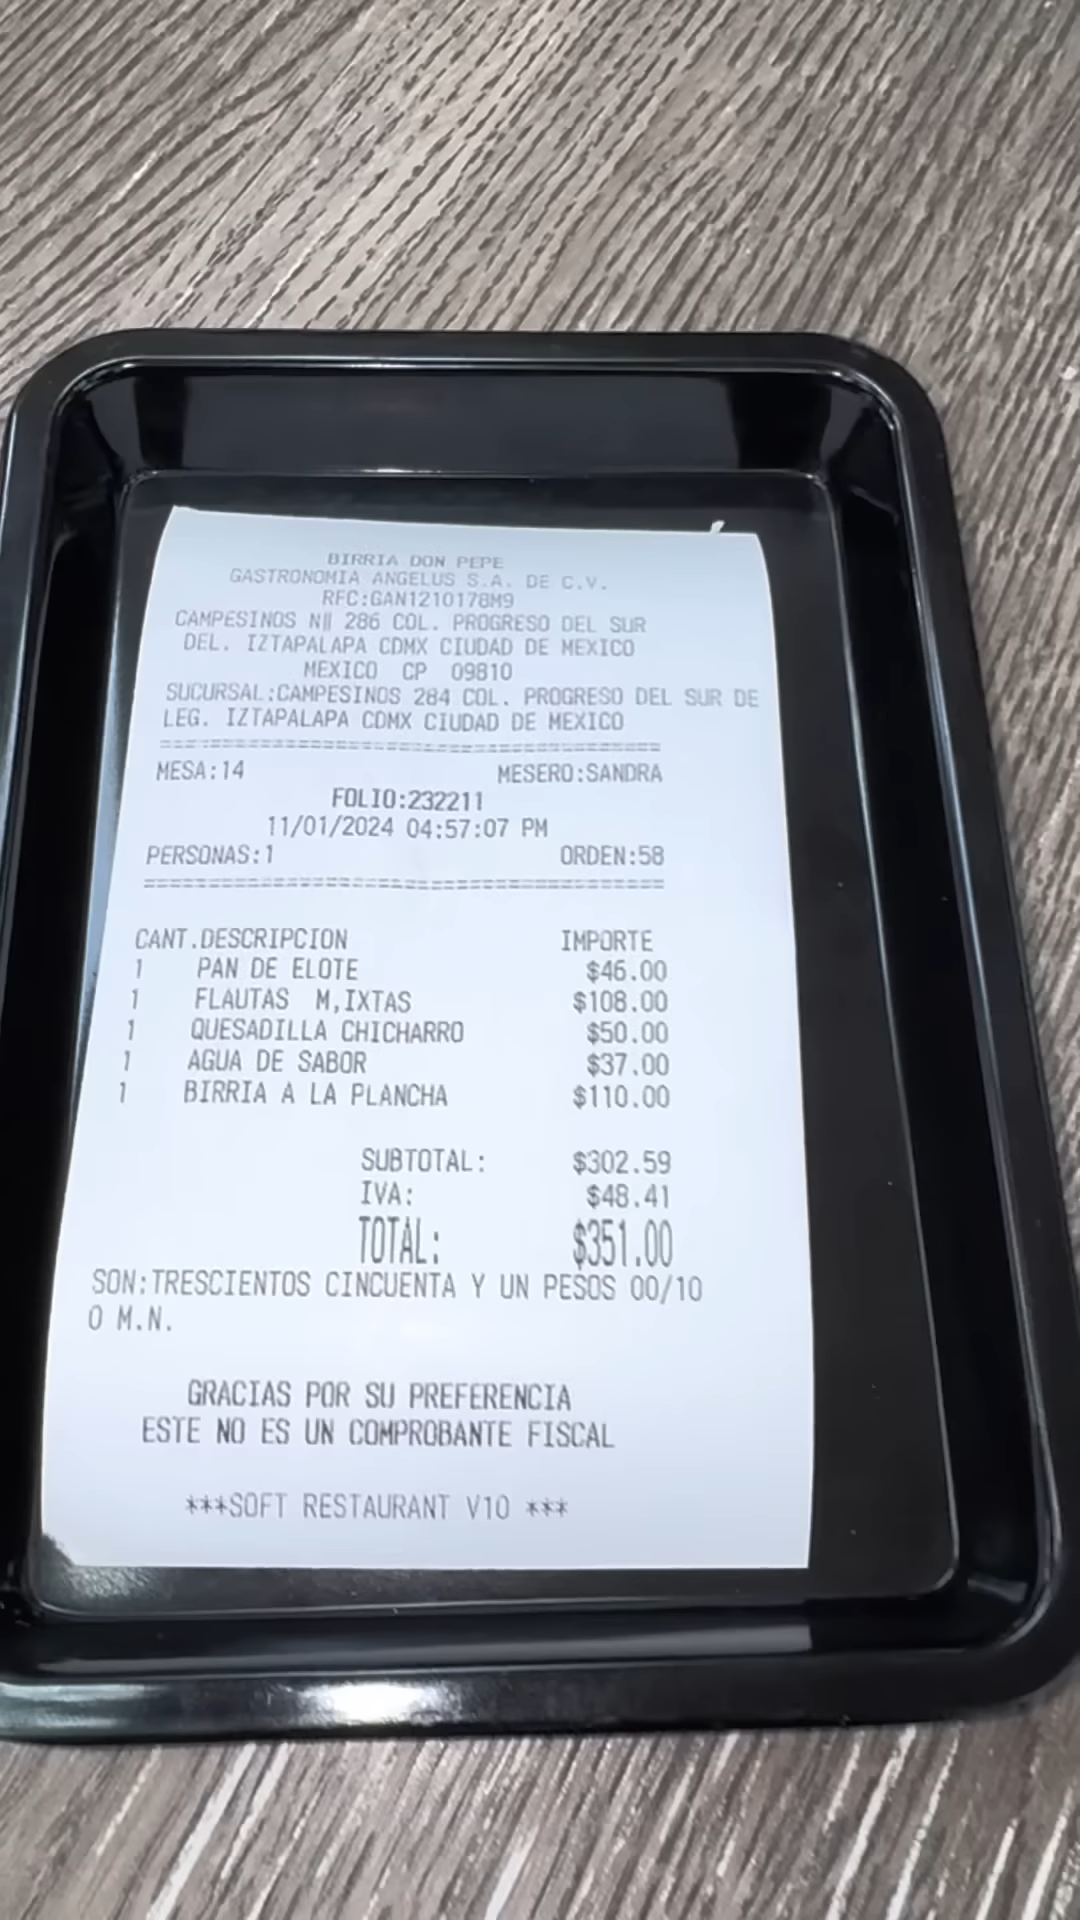 BIRRIA DON PEPE
GASTRONOMIA ANGELUS S.A. DE C.V.
RFC:GAN1210178M9
CAMPESINOS N║ 286 COL. PROGRESO DEL SUR
DEL. IZTAPALAPA CDMX CIUDAD DE MEXICO
MEXICO CP 09810
SUCURSAL:CAMPESINOS 284 COL. PROGRESO DEL SUR DE
LEG. IZTAPALAPA CDMX CIUDAD DE MEXICO
MESA:14 MESERO:SANDRA
FOLIO:232211
11/01/2024 04:57:07 PM
PERSONAS:1 ORDEN:58
CANT.DESCRIPCION IMPORTE
1 PAN DE ELOTE $46.00
1 FLAUTAS M,IXTAS $108.00
1 QUESADILLA CHICHARRO $50.00
1 AGUA DE SABOR $37.00
1 BIRRIA A LA PLANCHA $110.00
SUBTOTAL: $302.59
IVA: $48.41
TOTAL: $351.00
SON:TRESCIENTOS CINCUENTA Y UN PESOS 00/10
0 M.N.
GRACIAS POR SU PREFERENCIA
ESTE NO ES UN COMPROBANTE FISCAL
***SOFT RESTAURANT V10 ***